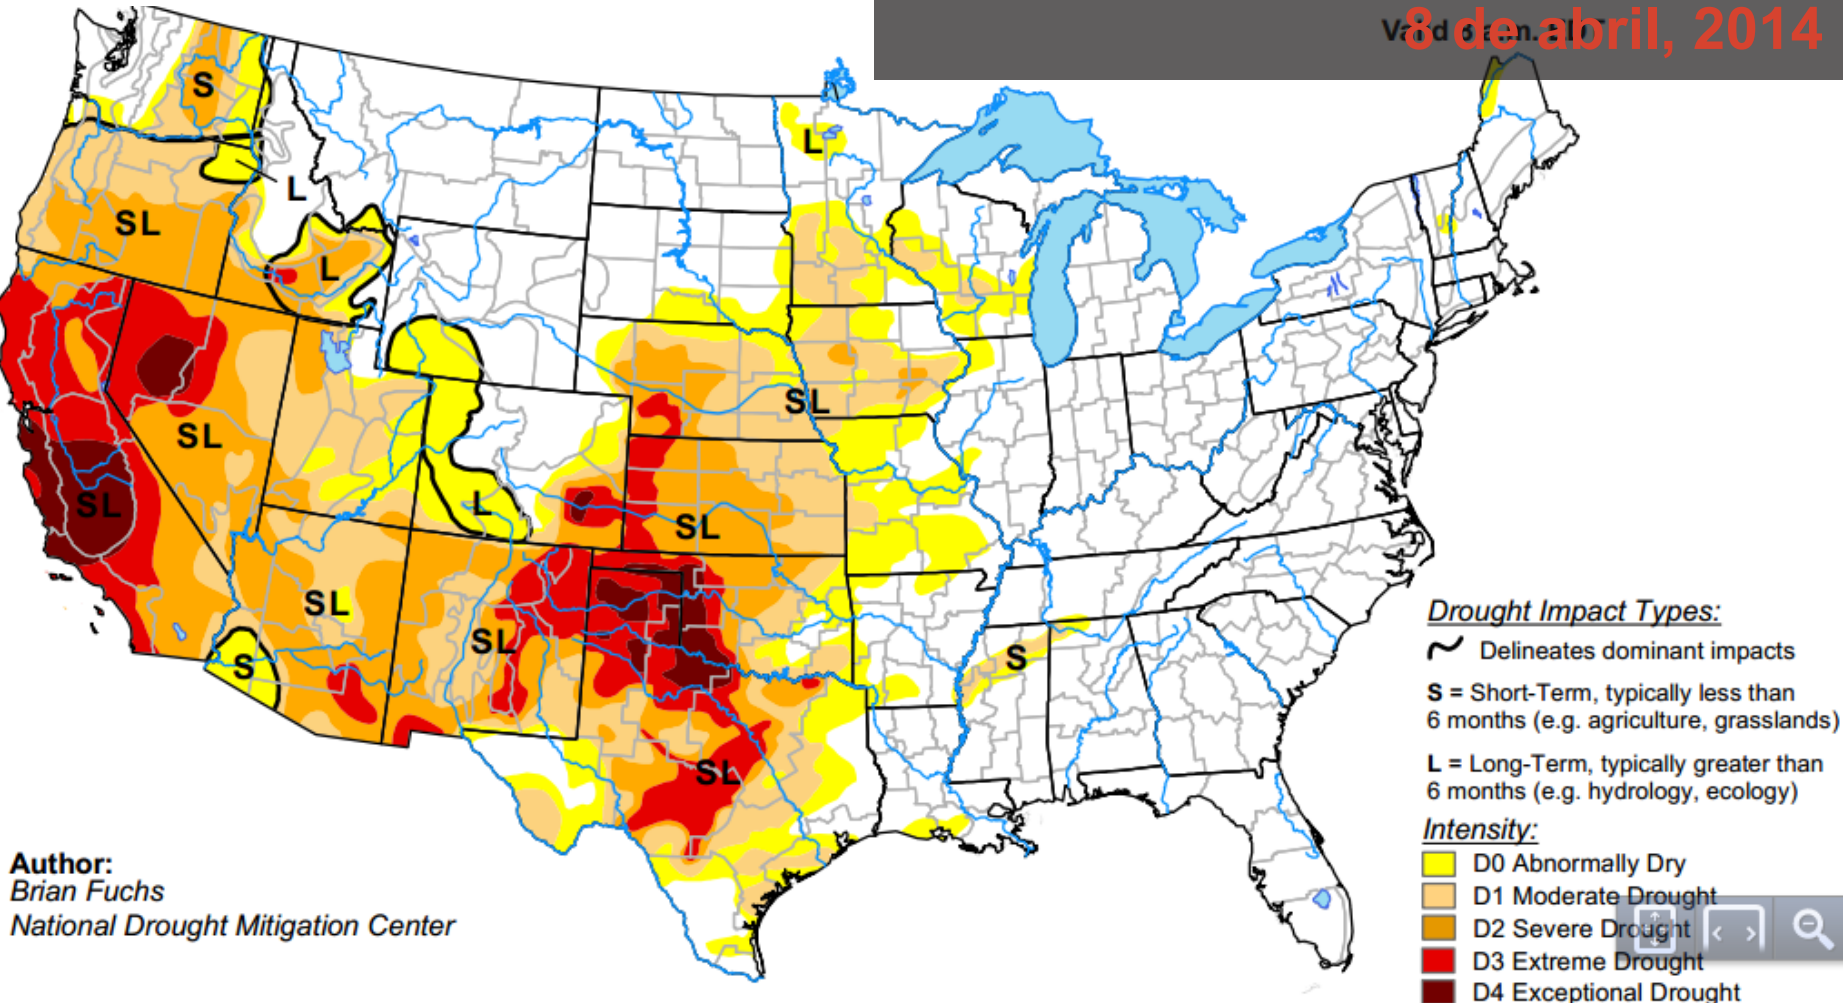 8 de abril, 2014
Valid 8 a.m. EDT
S
L
L
SL
L
SL
SL
SL
L
SL
SL
SL
S
S
SL
Drought Impact Types:
Delineates dominant impacts
S = Short-Term, typically less than
6 months (e.g. agriculture, grasslands)
L = Long-Term, typically greater than
6 months (e.g. hydrology, ecology)
Intensity:
D0 Abnormally Dry
D1 Moderate Drought
D2 Severe Drought
D3 Extreme Drought
D4 Exceptional Drought
Author:
Brian Fuchs
National Drought Mitigation Center